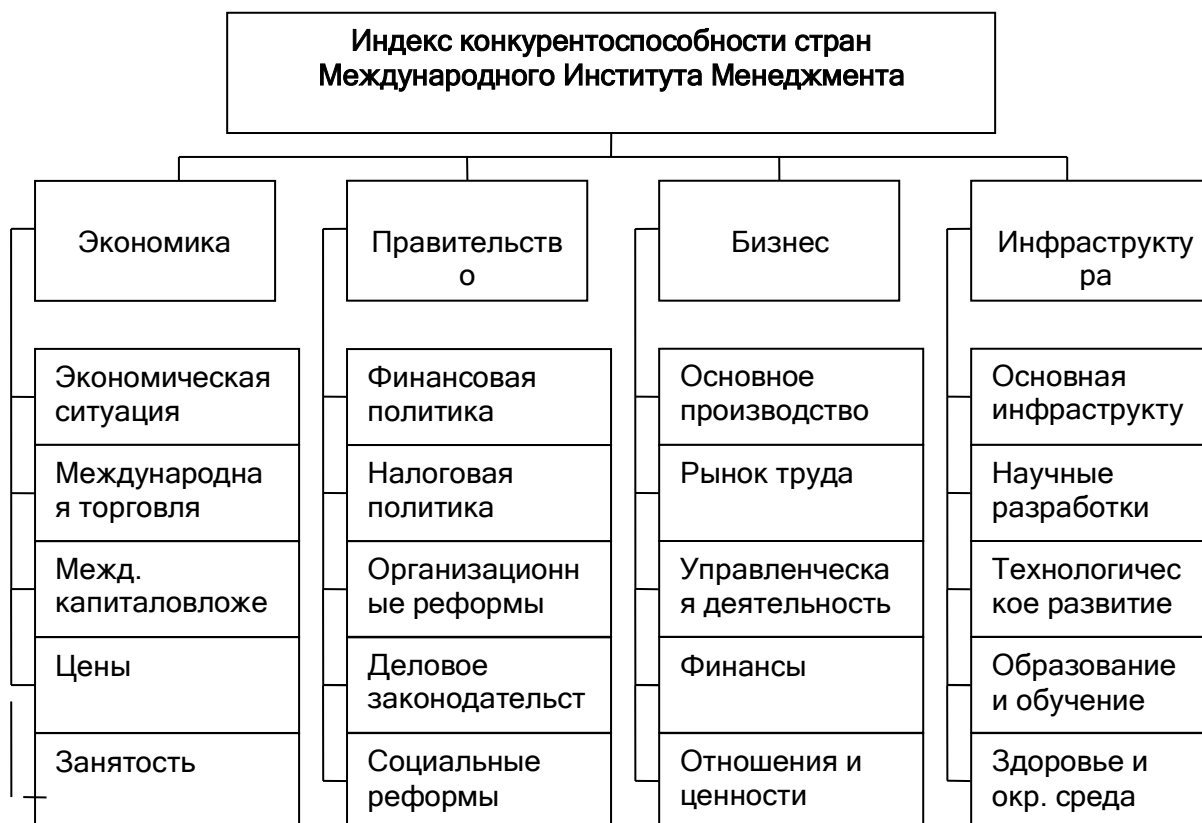 Индекс конкурентоспособности стран
Международного Института Менеджмента
Экономика
Правительств
о
Бизнес
Инфраструкту
ра
Экономическая
ситуация
Международна
я торговля
Межд.
капиталовложе
Цены
Занятость
Финансовая
политика
Налоговая
политика
Организационн
ые реформы
Деловое
законодательст
Социальные
реформы
Основное
производство
Рынок труда
Управленческа
я деятельность
Финансы
Отношения и
ценности
Основная
инфраструкту
Научные
разработки
Технологичес
кое развитие
Образование
и обучение
Здоровье и
окр. среда